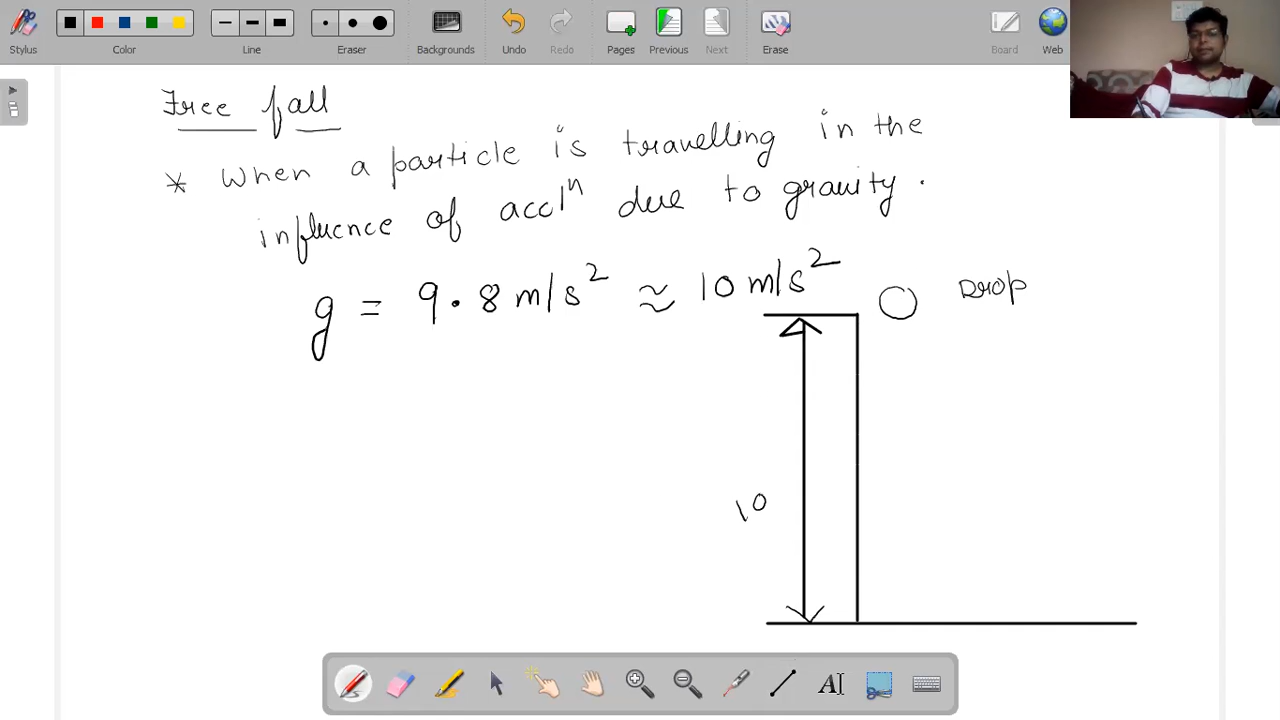 Stylus
Color
Line
Eraser
Backgrounds
Undo
Redo
Pages
Previous
Next
Erase
Board
Web
Free fall
* When a particle is travelling in the
influence of acclⁿ due to gravity.
g = 9.8 m/s² ≈ 10 m/s²
Drop
10